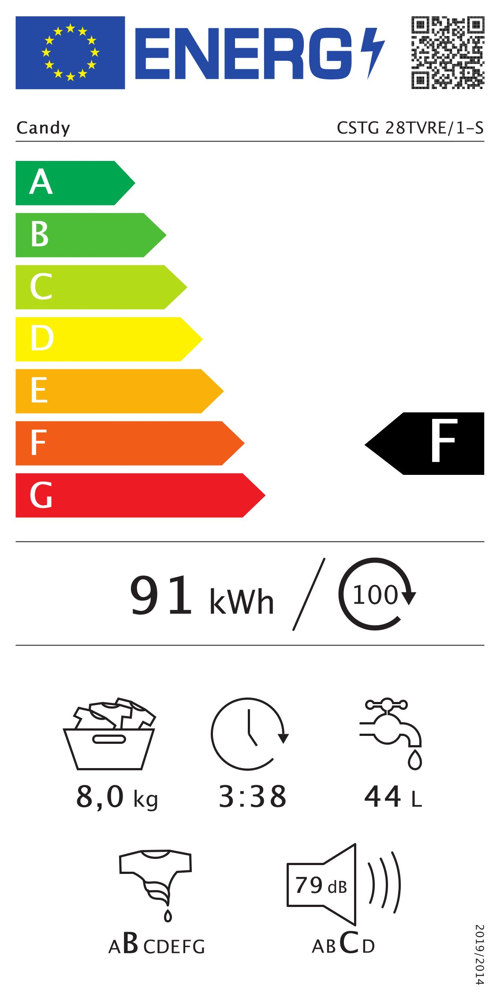 ENERG
Candy
CSTG 28TVRE/1-S
A
B
C
D
E
F
F
G
91 kWh / 100
8,0 kg
3:38
44 L
79 dB
ABCDEFG
ABCD
2019/2014